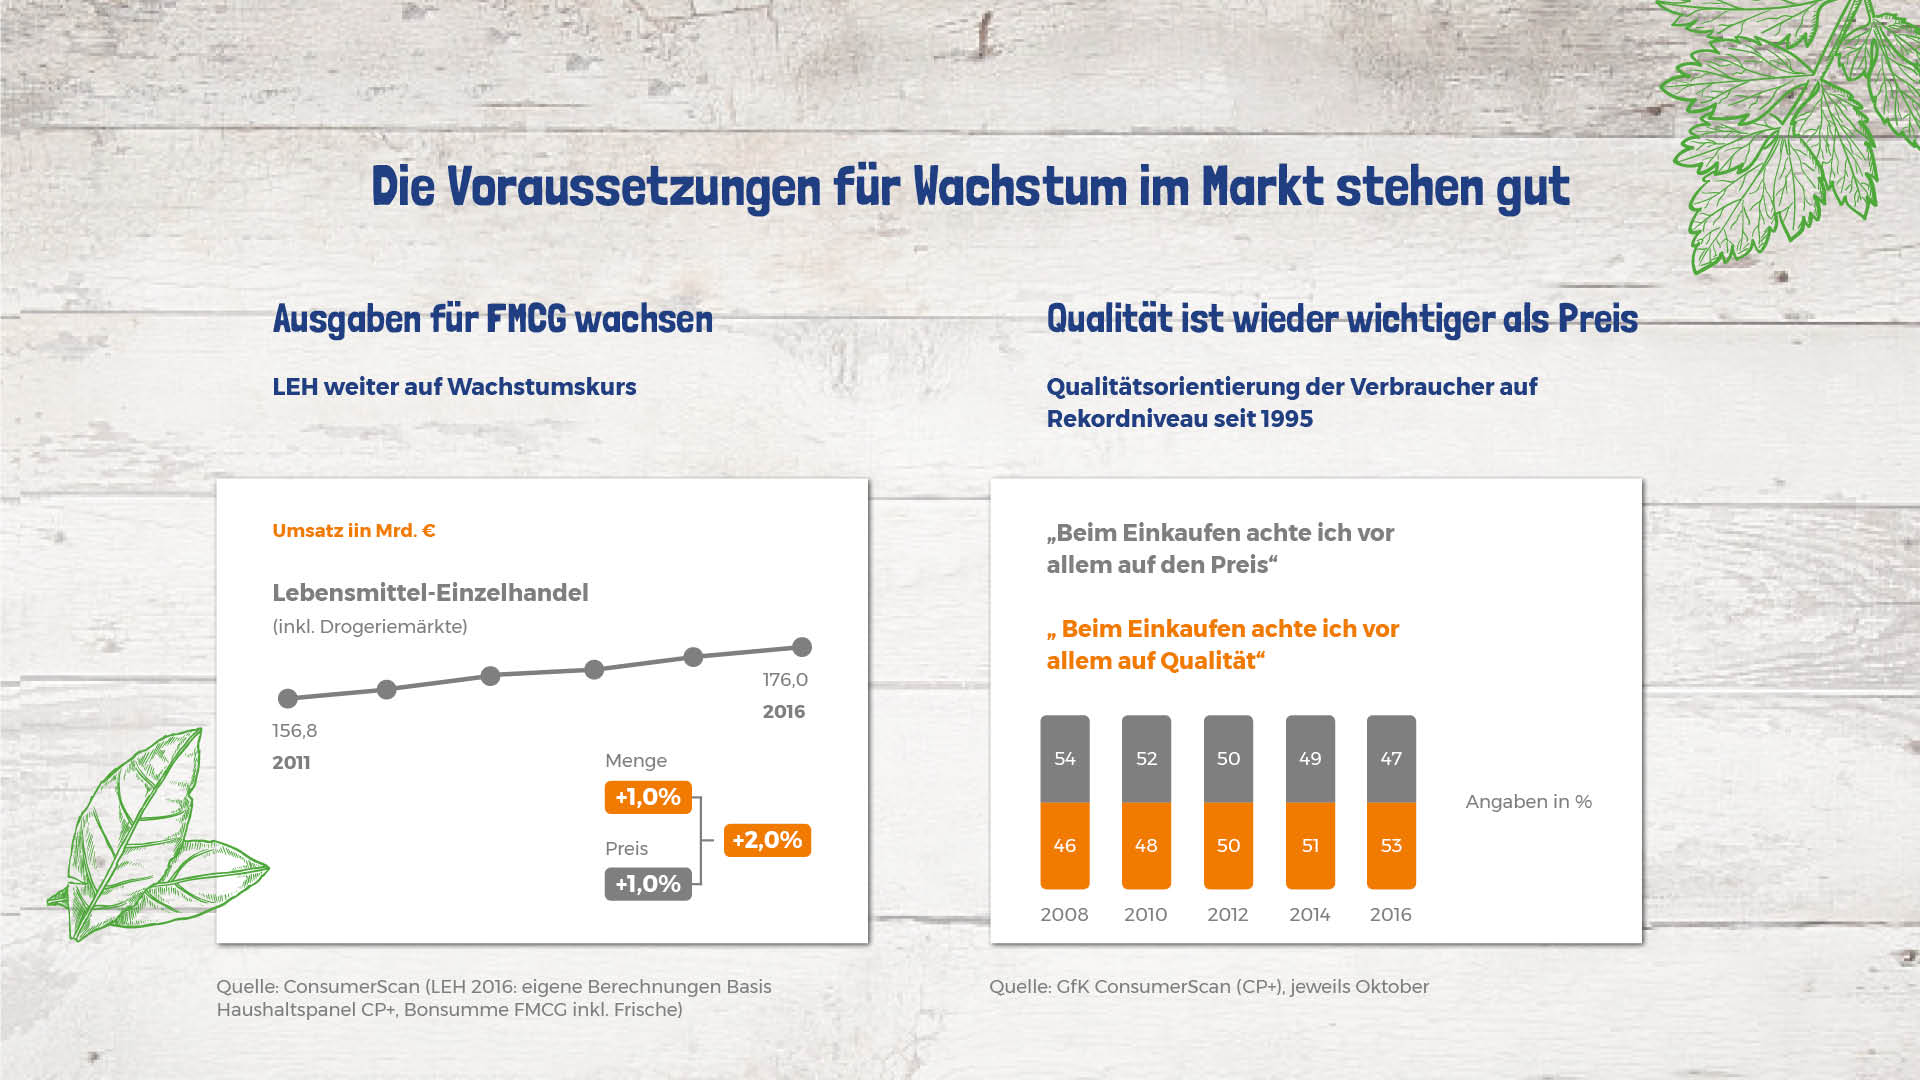 Die Voraussetzungen für Wachstum im Markt stehen gut
Ausgaben für FMCG wachsen
LEH weiter auf Wachstumskurs
Umsatz iin Mrd. €
Lebensmittel-Einzelhandel
(inkl. Drogeriemärkte)
176,0
2016
156,8
2011
Menge
+1,0%
+2,0%
Preis
+1,0%
Quelle: ConsumerScan (LEH 2016: eigene Berechnungen Basis
Haushaltspanel CP+, Bonsumme FMCG inkl. Frische)
Qualität ist wieder wichtiger als Preis
Qualitätsorientierung der Verbraucher auf
Rekordniveau seit 1995
„Beim Einkaufen achte ich vor
allem auf den Preis“
„ Beim Einkaufen achte ich vor
allem auf Qualität“
54 52 50 49 47
Angaben in %
46 48 50 51 53
2008 2010 2012 2014 2016
Quelle: GfK ConsumerScan (CP+), jeweils Oktober